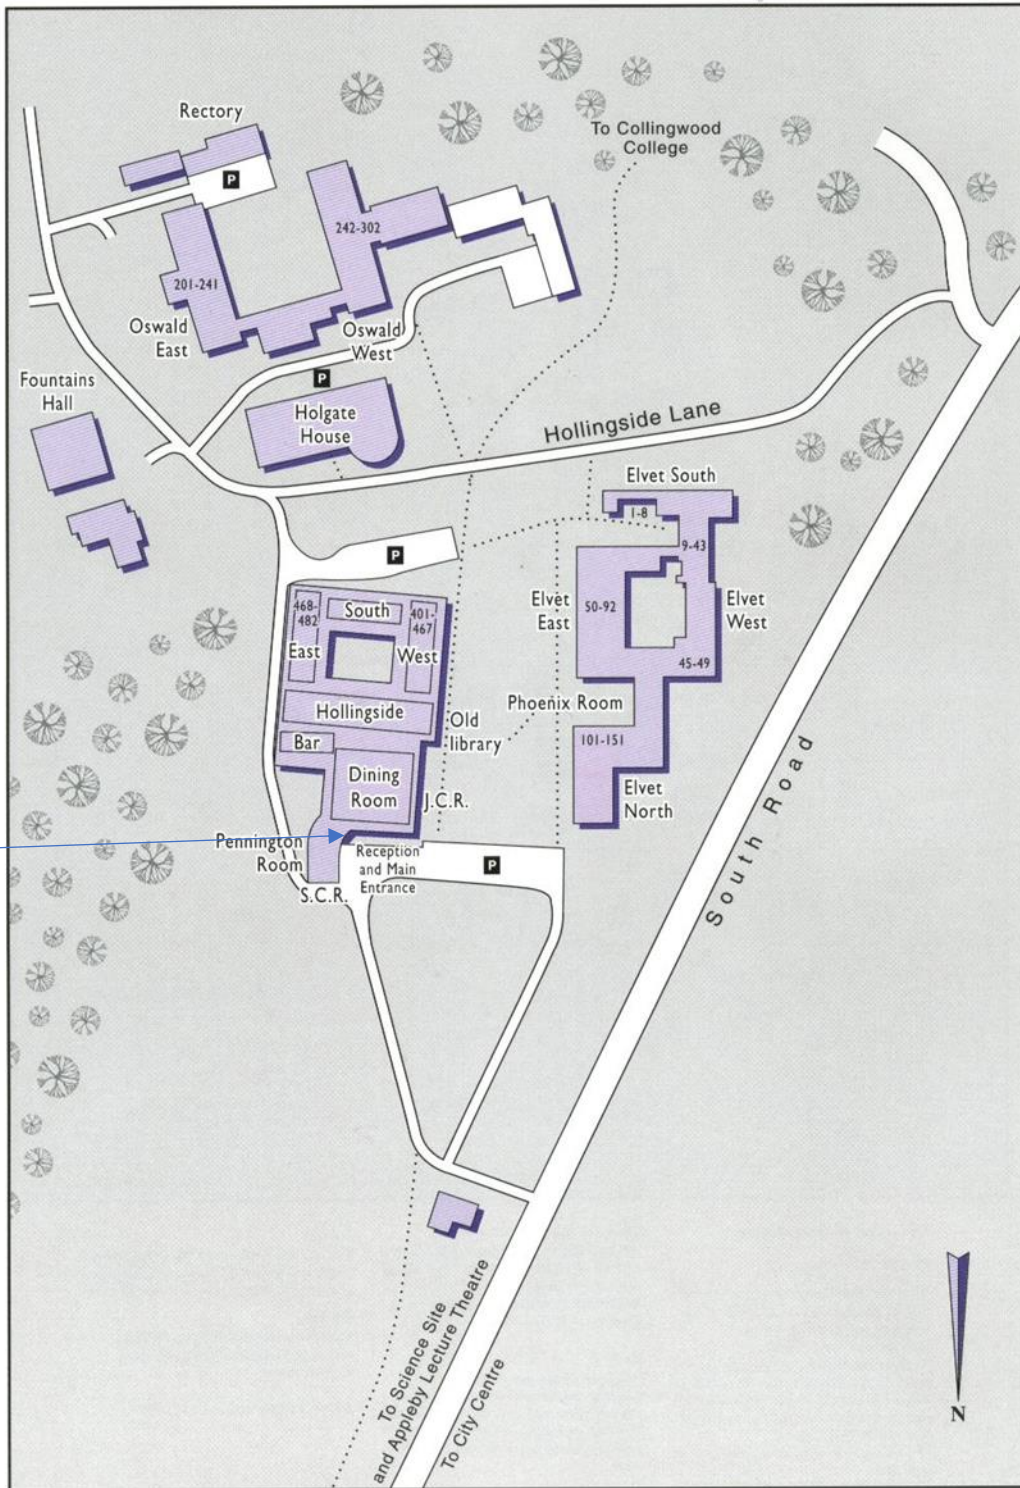 Rectory
To Collingwood
College
P
242-302
201-241
Oswald
East
Oswald
West
Fountains
Hall
P
Holgate
House
Hollingside Lane
Elvet South
1-8
9-43
P
468-
482
South
401-
467
East
West
Elvet
East
50-92
Elvet
West
45-49
Hollingside
Old
library
Phoenix Room
101-151
Bar
Dining
Room
J.C.R.
Elvet
North
South Road
Pennington
Room
Reception
and Main
Entrance
P
S.C.R.
To Science Site
and Appleby Lecture Theatre
To City Centre
N